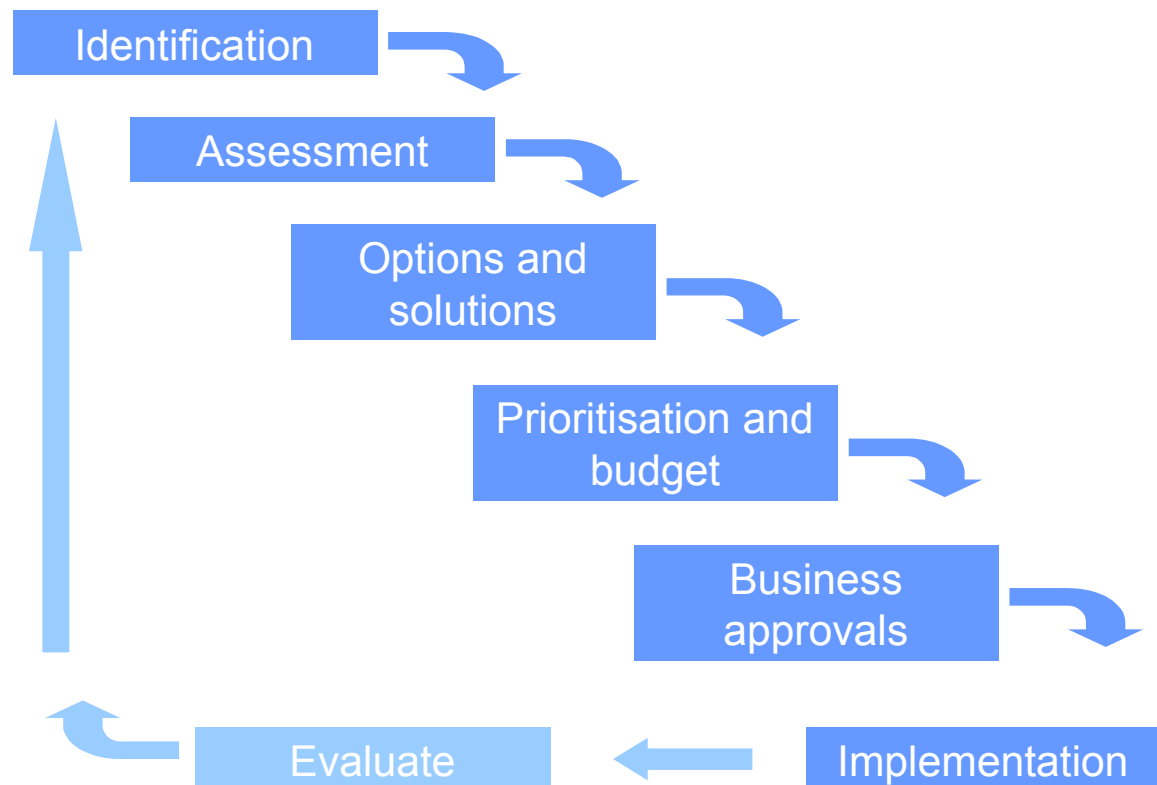 Identification
Assessment
Options and
solutions
Prioritisation and
budget
Business
approvals
Evaluate
Implementation